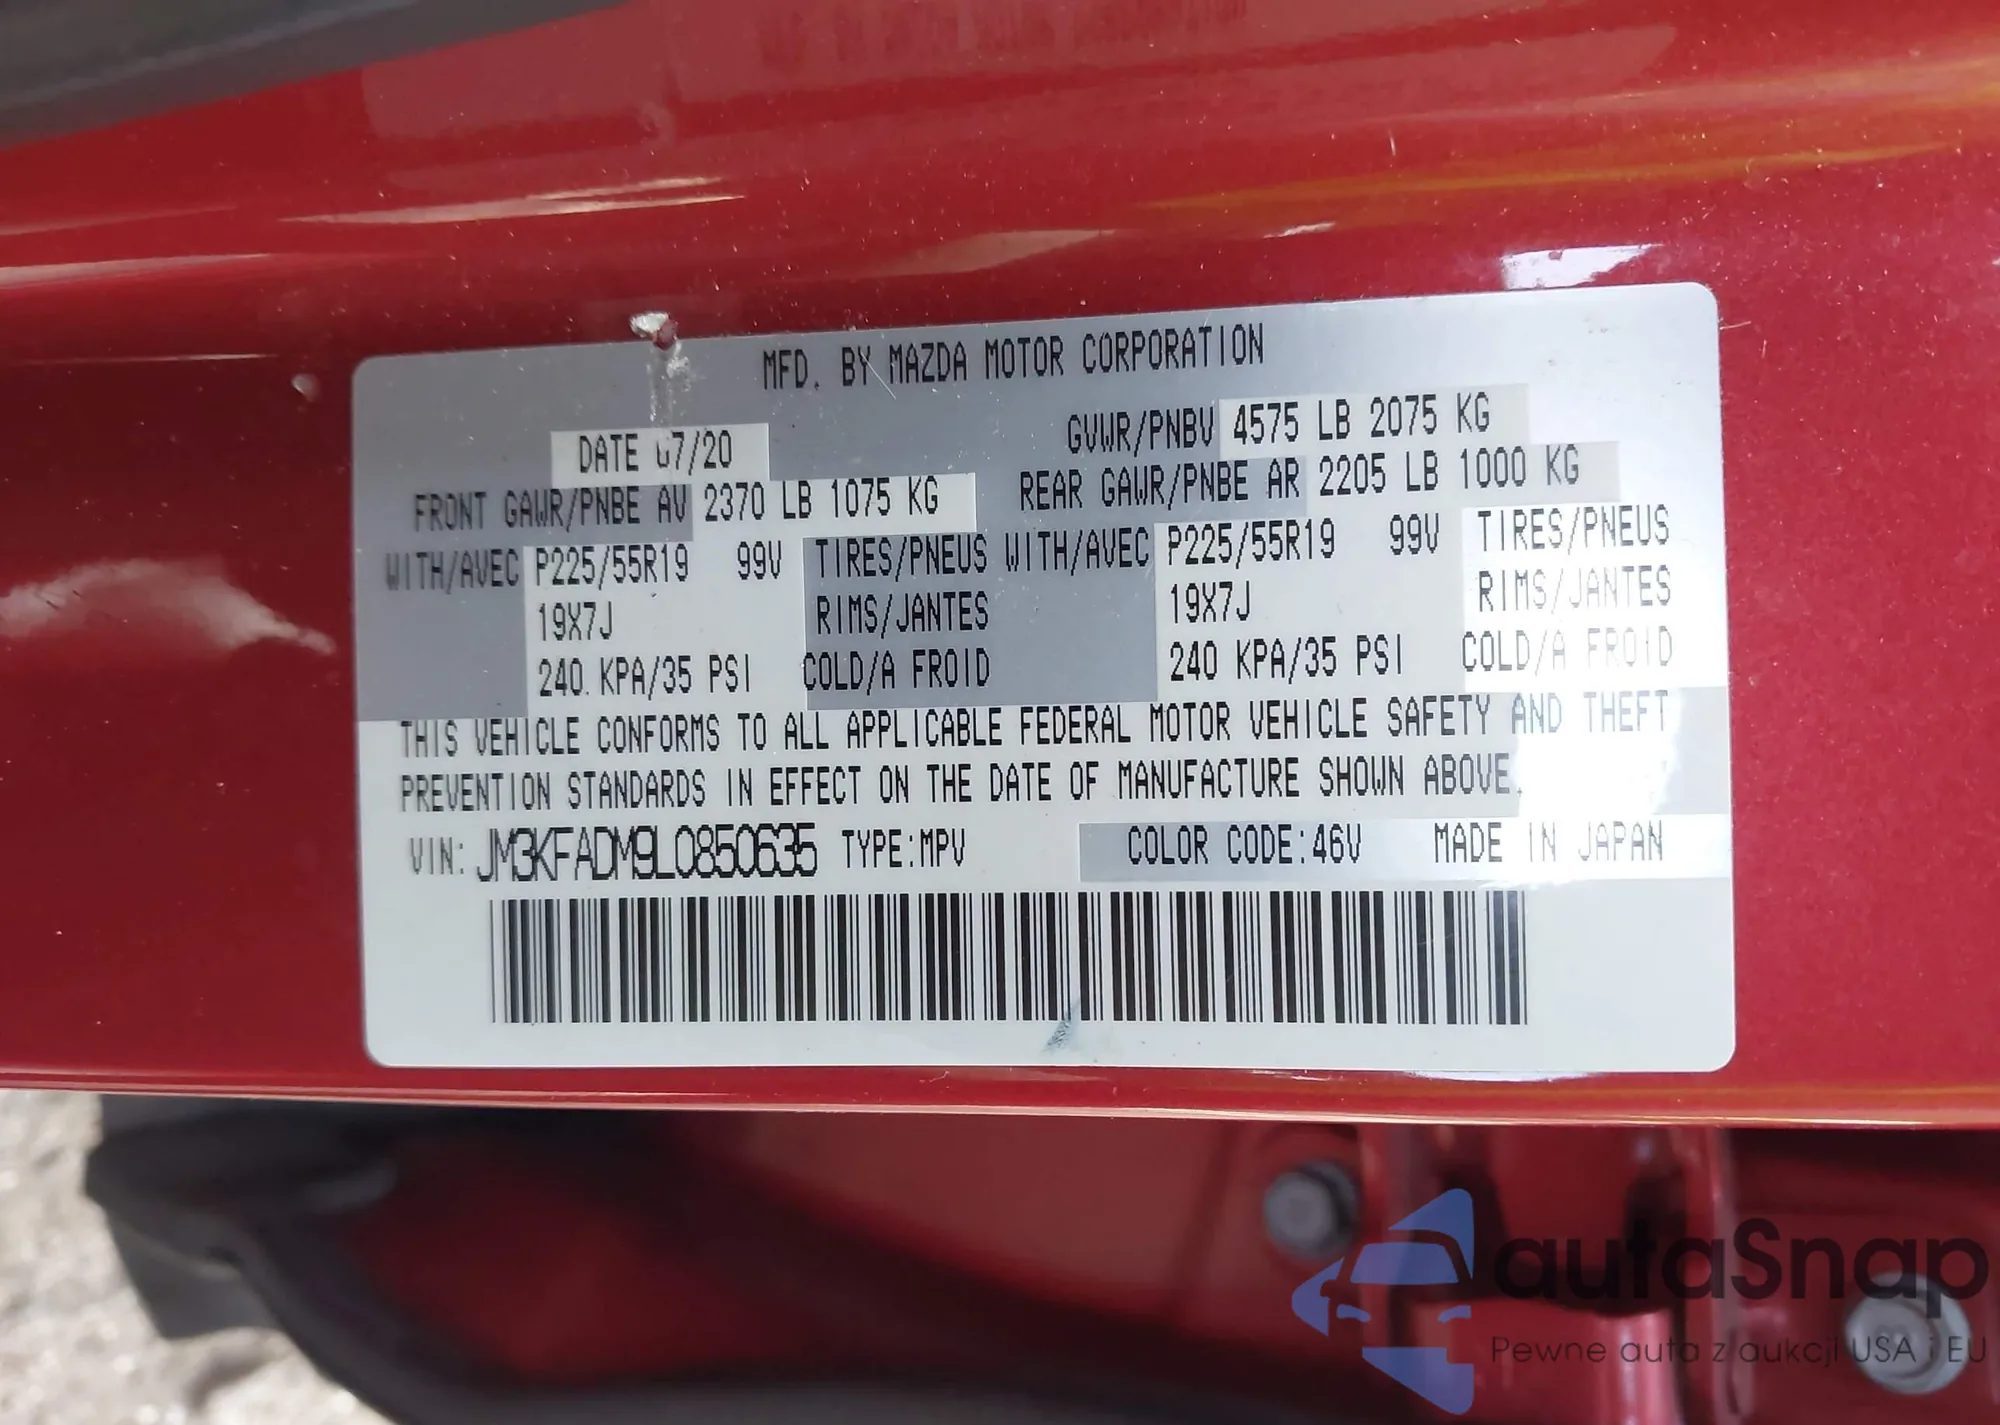 MFD. BY MAZDA MOTOR CORPORATION
DATE 07/20
GVWR/PNBV 4575 LB 2075 KG
FRONT GAWR/PNBE AV 2370 LB 1075 KG REAR GAWR/PNBE AR 2205 LB 1000 KG
WITH/AVEC P225/55R19 99V TIRES/PNEUS WITH/AVEC P225/55R19 99V TIRES/PNEUS
19X7J RIMS/JANTES 19X7J RIMS/JANTES
240 KPA/35 PSI COLD/A FROID 240 KPA/35 PSI COLD/A FROID
THIS VEHICLE CONFORMS TO ALL APPLICABLE FEDERAL MOTOR VEHICLE SAFETY AND THEFT
PREVENTION STANDARDS IN EFFECT ON THE DATE OF MANUFACTURE SHOWN ABOVE.
VIN: JM3KFADM9L0850635 TYPE:MPV COLOR CODE:46V MADE IN JAPAN
autaSnap
Pewne auta z aukcji USA i EU